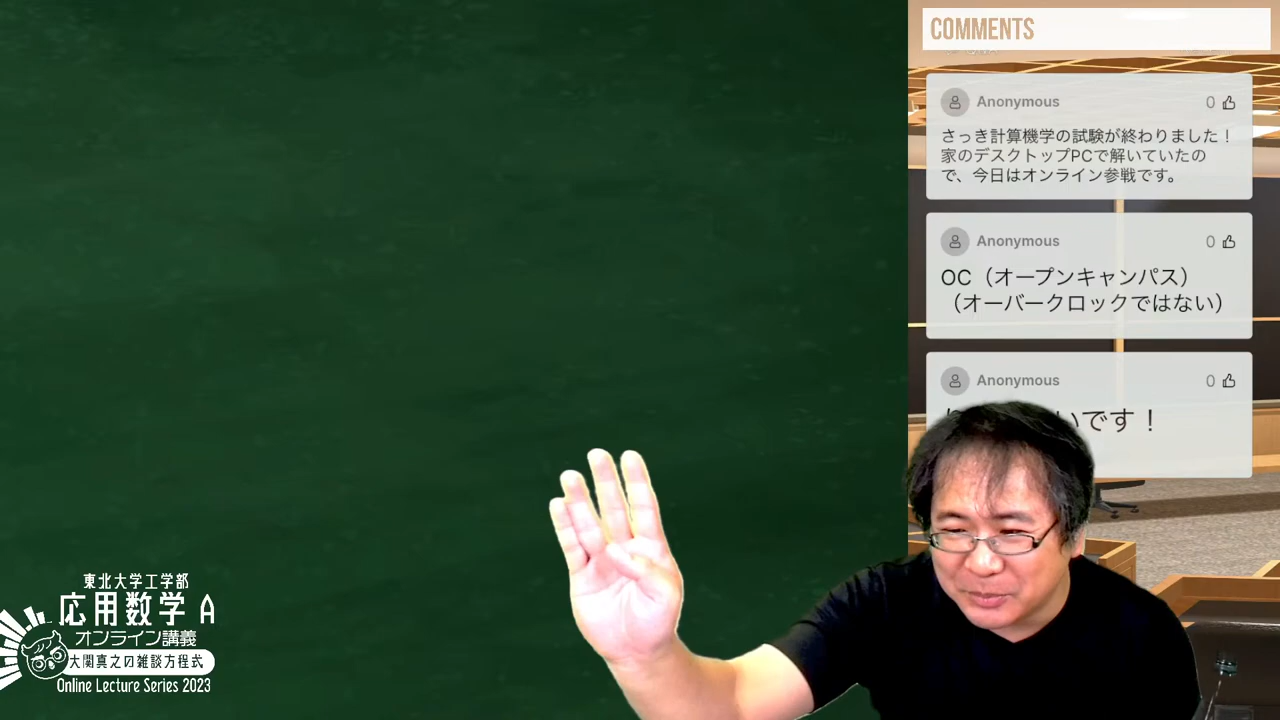 COMMENTS
Anonymous
0
さっき計算機学の試験が終わりました！
家のデスクトップPCで解いていたの
で、今日はオンライン参戦です。
Anonymous
0
OC（オープンキャンパス）
（オーバークロックではない）
Anonymous
0
いです！
東北大学工学部
応用数学 A
オンライン講義
大関真之の雑談方程式
Online Lecture Series 2023